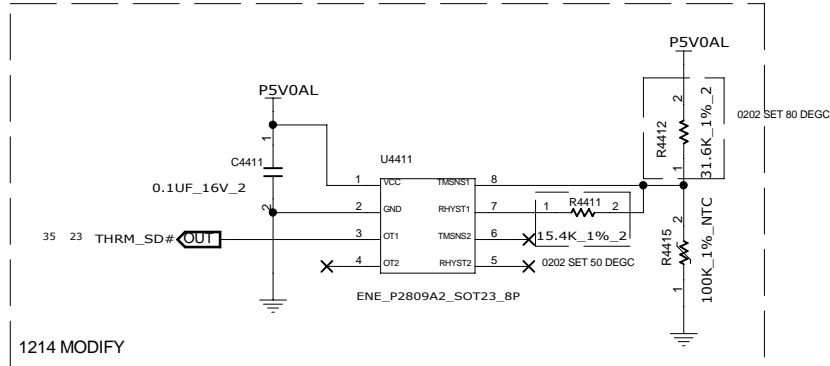 P5V0AL
P5V0AL
2
R4412
31.6K_1%_2
1
0202 SET 80 DEGC
1
C4411
0.1UF_16V_2
2
U4411
1 VCC TMSNS1 8
2 GND RHYST1 7
3 OT1 TMSNS2 6
4 OT2 RHYST2 5
1 R4411 2
15.4K_1%_2
0202 SET 50 DEGC
35 23 THRM_SD# OUT
2
R4415
100K_1%_NTC
1
ENE_P2809A2_SOT23_8P
1214 MODIFY